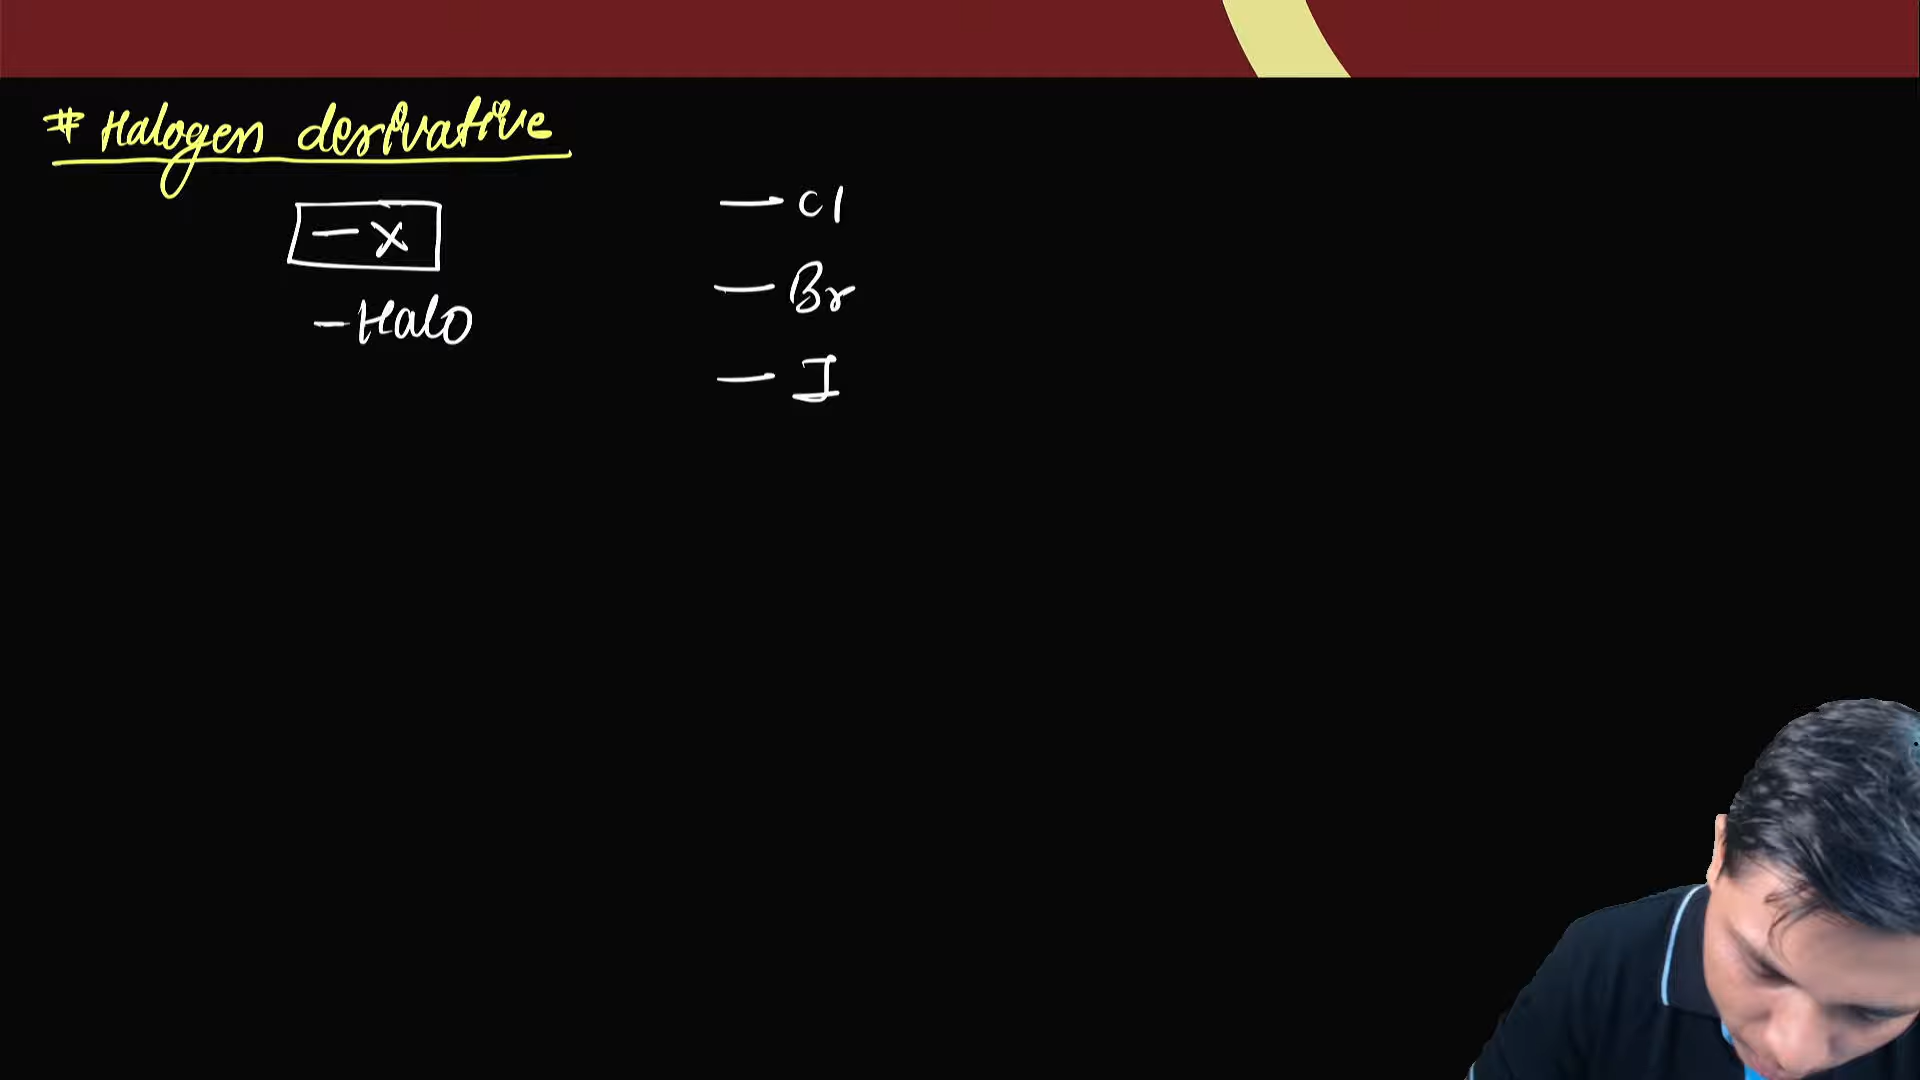 # Halogen derivative
— X
— Halo
— Cl
— Br
— I